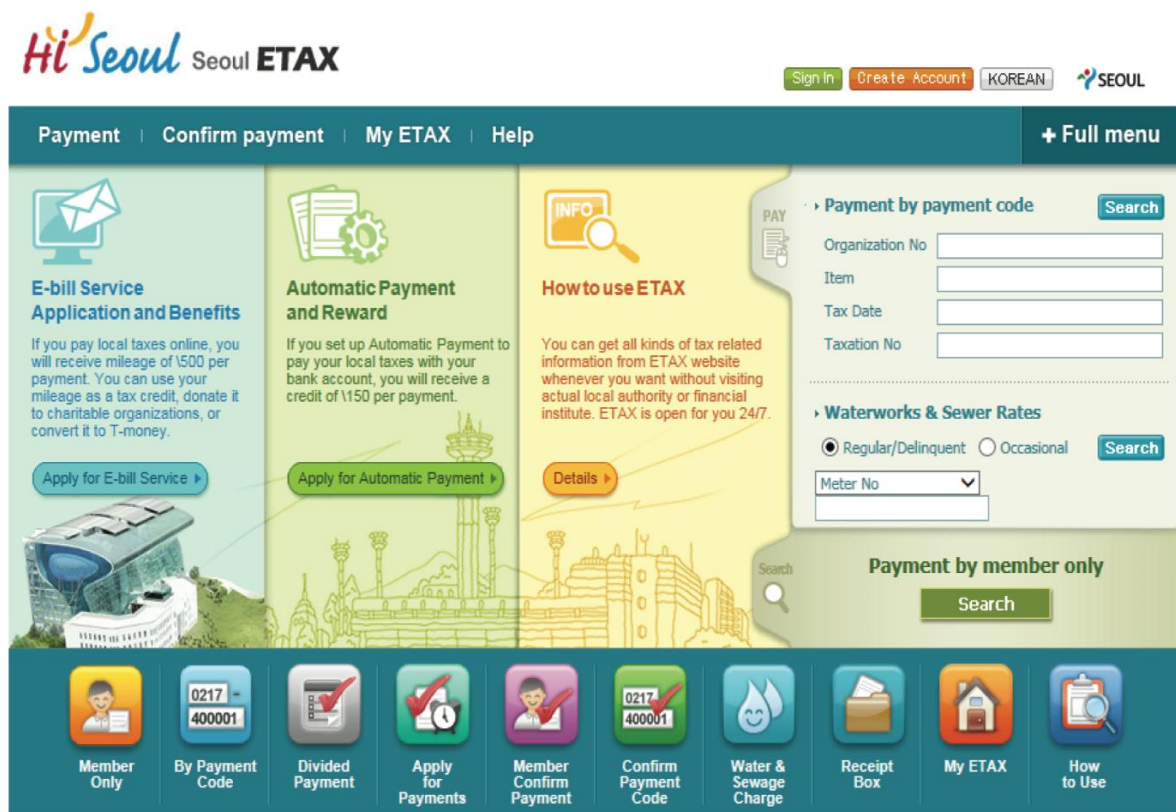 Hi Seoul Seoul ETAX
Sign In Create Account KOREAN SEOUL
Payment Confirm payment My ETAX Help + Full menu
E-bill Service
Application and Benefits
If you pay local taxes online, you
will receive mileage of \500 per
payment. You can use your
mileage as a tax credit, donate it
to charitable organizations, or
convert it to T-money.
Apply for E-bill Service
Automatic Payment
and Reward
If you set up Automatic Payment to
pay your local taxes with your
bank account, you will receive a
credit of \150 per payment.
Apply for Automatic Payment
INFO
How to use ETAX
You can get all kinds of tax related
information from ETAX website
whenever you want without visiting
actual local authority or financial
institute. ETAX is open for you 24/7.
Details
PAY
Payment by payment code Search
Organization No
Item
Tax Date
Taxation No
Waterworks & Sewer Rates
Regular/Delinquent Occasional Search
Meter No
Search
Payment by member only
Search
0217 -
400001
0217
400001
Member
Only
By Payment
Code
Divided
Payment
Apply
for
Payments
Member
Confirm
Payment
Confirm
Payment
Code
Water &
Sewage
Charge
Receipt
Box
My ETAX
How
to Use